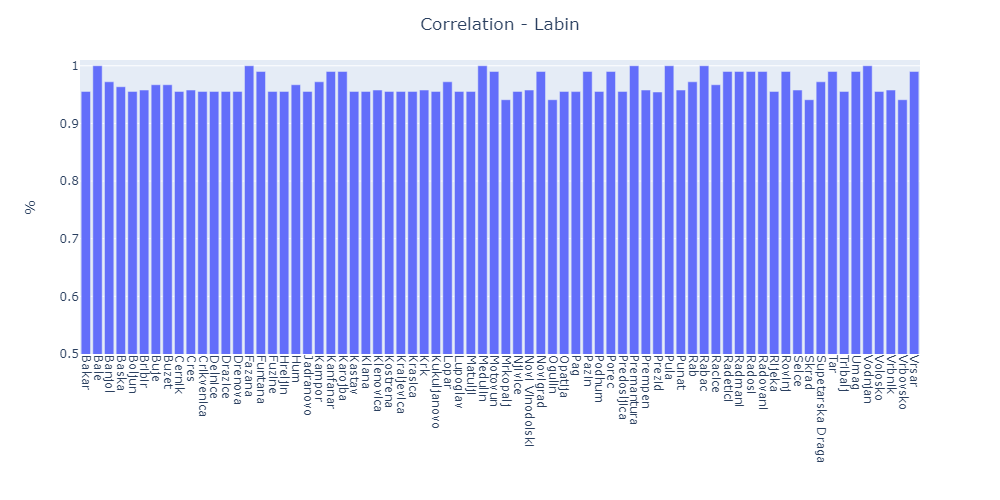 Correlation - Labin
%
1
0.9
0.8
0.7
0.6
0.5
Bakar
Bale
Banjol
Baska
Boljun
Bribir
Buje
Buzet
Cernik
Cres
Crikvenica
Delnice
Drazice
Drenova
Fazana
Funtana
Fuzine
Hreljin
Hum
Jadranovo
Kampor
Kanfanar
Karojba
Kastav
Klana
Klenovica
Kostrena
Kraljevica
Krasica
Krk
Kukuljanovo
Lopar
Lupoglav
Matulji
Medulin
Motovun
Mrkopalj
Njivice
Novi Vinodolski
Novigrad
Ogulin
Opatija
Pag
Pazin
Podhum
Porec
Predosijica
Premantura
Prempen
Prezid
Pula
Punat
Rab
Rabac
Racice
Radetici
Radmani
Radosi
Radovani
Rijeka
Rovinj
Selce
Skrad
Supetarska Draga
Tar
Tribalj
Umag
Vodnjan
Volosko
Vrbnik
Vrbovsko
Vrsar